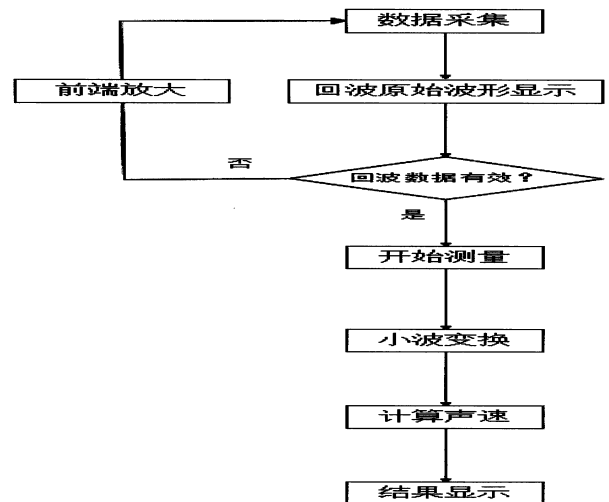 数据采集
前端放大
回波原始波形显示
否
回波数据有效？
是
开始测量
小波变换
计算声速
结果显示